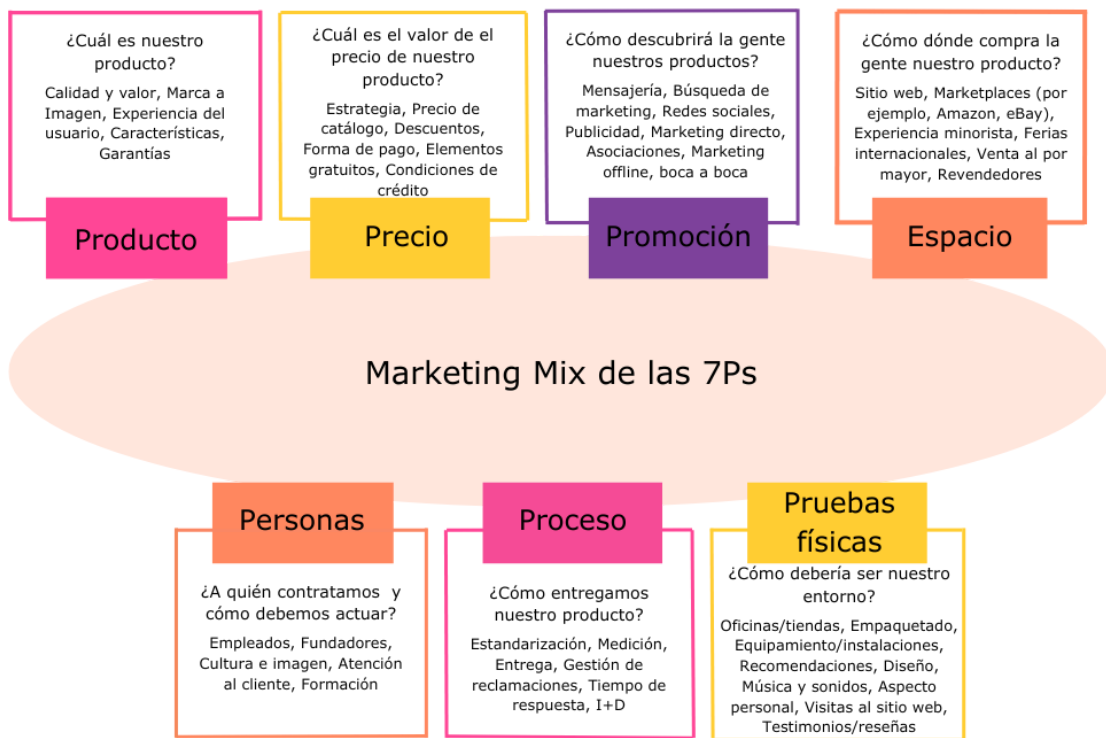 ¿Cuál es nuestro
producto?
Calidad y valor, Marca a
Imagen, Experiencia del
usuario, Características,
Garantías
Producto
¿Cuál es el valor de el
precio de nuestro
producto?
Estrategia, Precio de
catálogo, Descuentos,
Forma de pago, Elementos
gratuitos, Condiciones de
crédito
Precio
¿Cómo descubrirá la gente
nuestros productos?
Mensajería, Búsqueda de
marketing, Redes sociales,
Publicidad, Marketing directo,
Asociaciones, Marketing
offline, boca a boca
Promoción
¿Cómo dónde compra la
gente nuestro producto?
Sitio web, Marketplaces (por
ejemplo, Amazon, eBay),
Experiencia minorista, Ferias
internacionales, Venta al por
mayor, Revendedores
Espacio
Marketing Mix de las 7Ps
Personas
¿A quién contratamos y
cómo debemos actuar?
Empleados, Fundadores,
Cultura e imagen, Atención
al cliente, Formación
Proceso
¿Cómo entregamos
nuestro producto?
Estandarización, Medición,
Entrega, Gestión de
reclamaciones, Tiempo de
respuesta, I+D
Pruebas
físicas
¿Cómo debería ser nuestro
entorno?
Oficinas/tiendas, Empaquetado,
Equipamiento/instalaciones,
Recomendaciones, Diseño,
Música y sonidos, Aspecto
personal, Visitas al sitio web,
Testimonios/reseñas